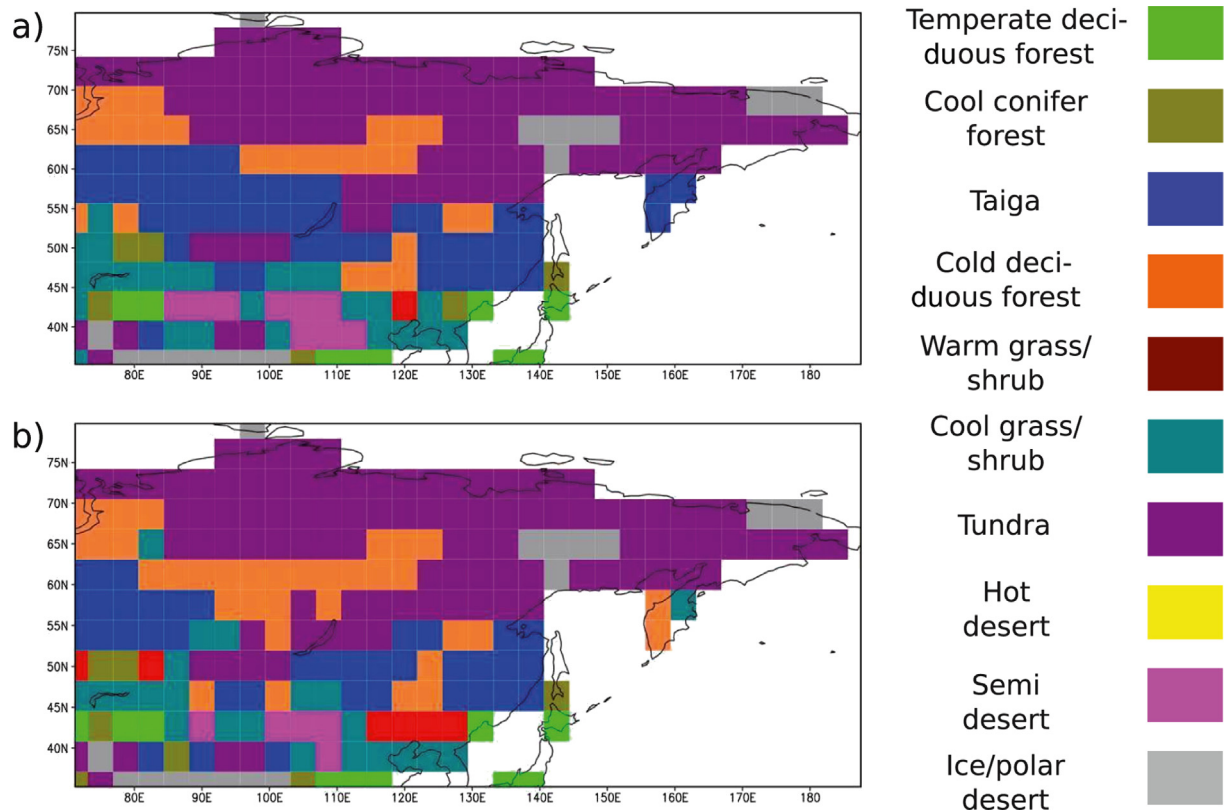 a)
75N
70N
65N
60N
55N
50N
45N
40N
80E 90E 100E 110E 120E 130E 140E 150E 160E 170E 180
b)
75N
70N
65N
60N
55N
50N
45N
40N
80E 90E 100E 110E 120E 130E 140E 150E 160E 170E 180
Temperate deci-
duous forest
Cool conifer
forest
Taiga
Cold deci-
duous forest
Warm grass/
shrub
Cool grass/
shrub
Tundra
Hot
desert
Semi
desert
Ice/polar
desert